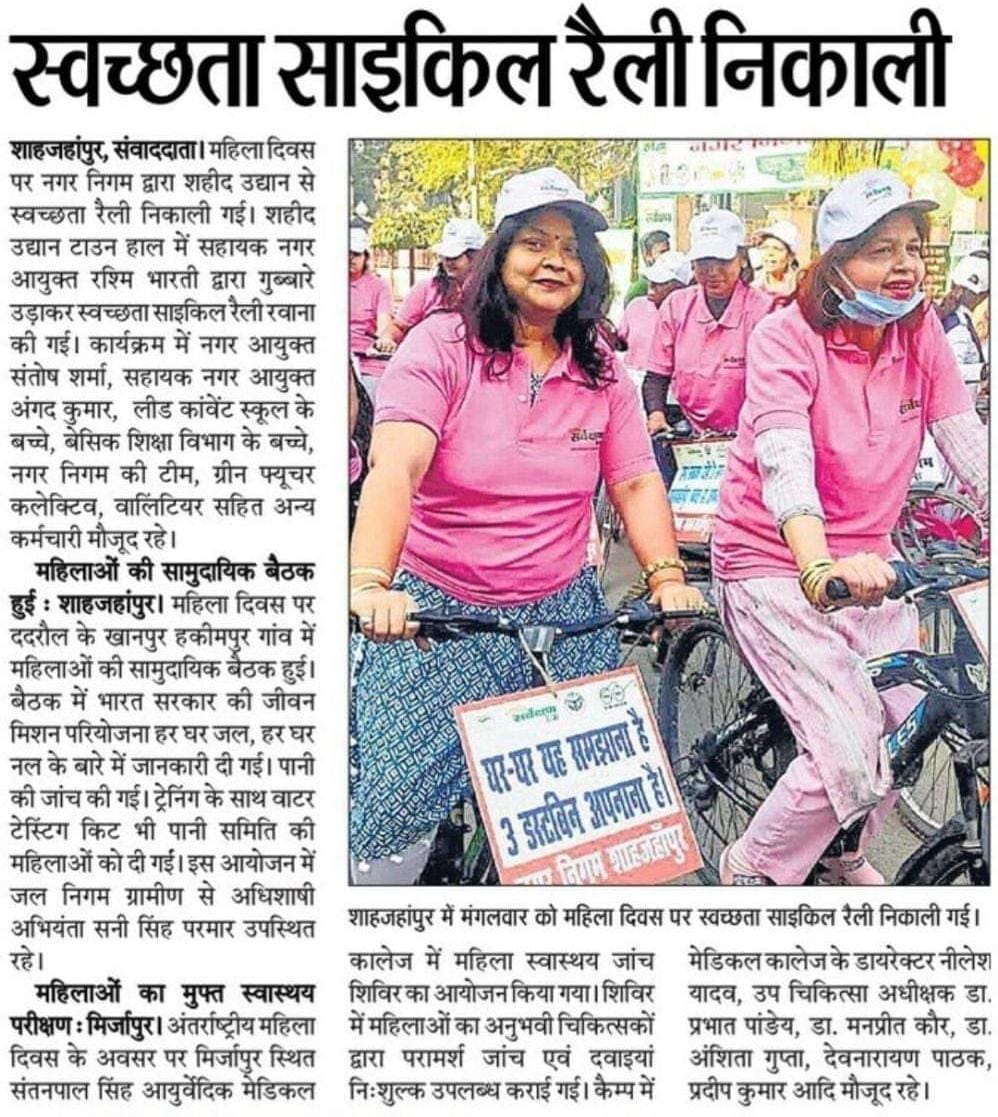 स्वच्छता साइकिल रैली निकाली
शाहजहांपुर, संवाददाता। महिला दिवस
पर नगर निगम द्वारा शहीद उद्यान से
स्वच्छता रैली निकाली गई। शहीद
उद्यान टाउन हाल में सहायक नगर
आयुक्त रश्मि भारती द्वारा गुब्बारे
उड़ाकर स्वच्छता साइकिल रैली रवाना
की गई। कार्यक्रम में नगर आयुक्त
संतोष शर्मा, सहायक नगर आयुक्त
अंगद कुमार, लीड कांवेंट स्कूल के
बच्चे, बेसिक शिक्षा विभाग के बच्चे,
नगर निगम की टीम, ग्रीन फ्यूचर
कलेक्टिव, वालिंटियर सहित अन्य
कर्मचारी मौजूद रहे।
महिलाओं की सामुदायिक बैठक
हुई : शाहजहांपुर। महिला दिवस पर
ददरौल के खानपुर हकीमपुर गांव में
महिलाओं की सामुदायिक बैठक हुई।
बैठक में भारत सरकार की जीवन
मिशन परियोजना हर घर जल, हर घर
नल के बारे में जानकारी दी गई। पानी
की जांच की गई। ट्रेनिंग के साथ वाटर
टेस्टिंग किट भी पानी समिति की
महिलाओं को दी गईं। इस आयोजन में
जल निगम ग्रामीण से अधिशाषी
अभियंता सनी सिंह परमार उपस्थित
रहे।
महिलाओं का मुफ्त स्वास्थय
परीक्षण : मिर्जापुर। अंतर्राष्ट्रीय महिला
दिवस के अवसर पर मिर्जापुर स्थित
संतनपाल सिंह आयुर्वेदिक मेडिकल
नगर
सर्वेक्षण
घर-घर यह समझाना है
3 डस्टबिन अपनाना है।
नगर निगम शाहजहाँपुर
शाहजहांपुर में मंगलवार को महिला दिवस पर स्वच्छता साइकिल रैली निकाली गई।
कालेज में महिला स्वास्थय जांच
शिविर का आयोजन किया गया। शिविर
में महिलाओं का अनुभवी चिकित्सकों
द्वारा परामर्श जांच एवं दवाइयां
निःशुल्क उपलब्ध कराई गई। कैम्प में
मेडिकल कालेज के डायरेक्टर नीलेश
यादव, उप चिकित्सा अधीक्षक डा.
प्रभात पांडेय, डा. मनप्रीत कौर, डा.
अंशिता गुप्ता, देवनारायण पाठक,
प्रदीप कुमार आदि मौजूद रहे।